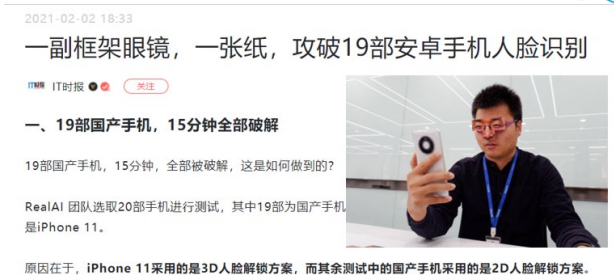 2021-02-02 18:33
一副框架眼镜，一张纸，攻破19部安卓手机人脸识别
IT时报
关注
一、19部国产手机，15分钟全部破解
19部国产手机，15分钟，全部被破解，这是如何做到的？
RealAI 团队选取20部手机进行测试，其中19部为国产手机
是iPhone 11。
原因在于，iPhone 11采用的是3D人脸解锁方案，而其余测试中的国产手机采用的是2D人脸解锁方案。